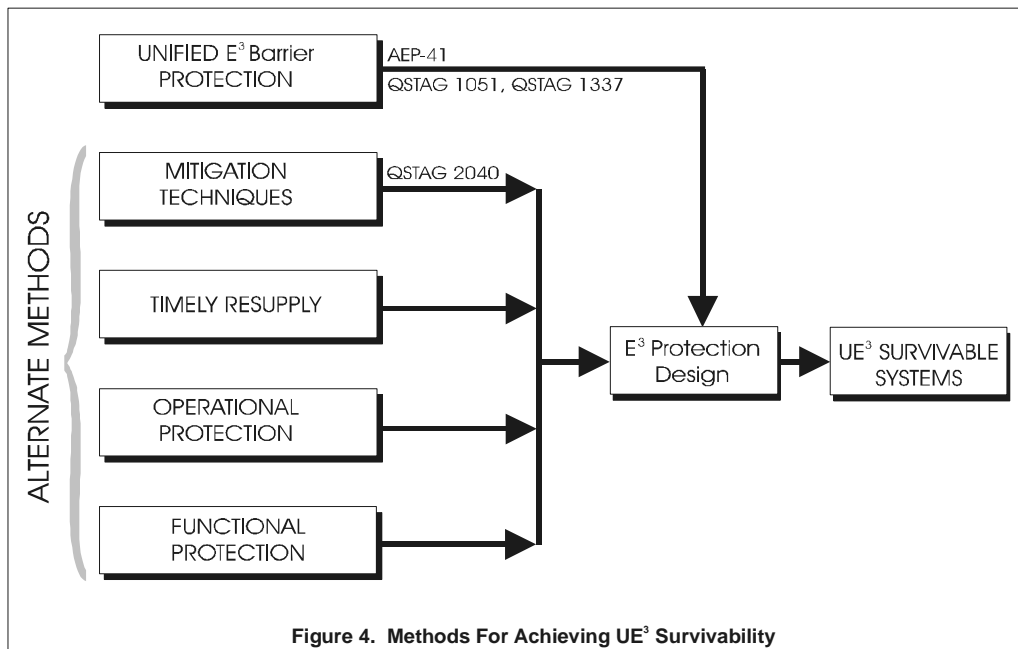 UNIFIED E³ Barrier
PROTECTION
AEP-41
QSTAG 1051, QSTAG 1337
ALTERNATE METHODS
MITIGATION
TECHNIQUES
QSTAG 2040
TIMELY RESUPPLY
OPERATIONAL
PROTECTION
FUNCTIONAL
PROTECTION
E³ Protection
Design
UE³ SURVIVABLE
SYSTEMS
Figure 4. Methods For Achieving UE³ Survivability